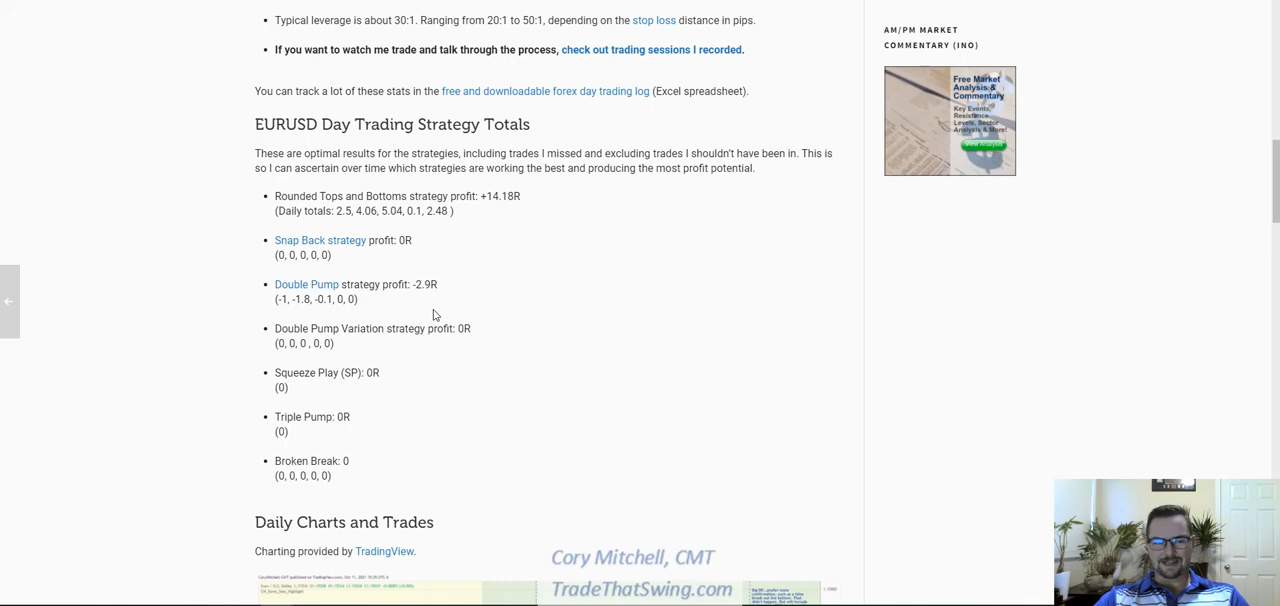 Typical leverage is about 30:1. Ranging from 20:1 to 50:1, depending on the stop loss distance in pips.
If you want to watch me trade and talk through the process, check out trading sessions I recorded.
You can track a lot of these stats in the free and downloadable forex day trading log (Excel spreadsheet).
EURUSD Day Trading Strategy Totals
These are optimal results for the strategies, including trades I missed and excluding trades I shouldn't have been in. This is
so I can ascertain over time which strategies are working the best and producing the most profit potential.
Rounded Tops and Bottoms strategy profit: +14.18R
(Daily totals: 2.5, 4.06, 5.04, 0.1, 2.48 )
Snap Back strategy profit: 0R
(0, 0, 0, 0, 0)
Double Pump strategy profit: -2.9R
(-1, -1.8, -0.1, 0, 0)
Double Pump Variation strategy profit: 0R
(0, 0, 0 , 0, 0)
Squeeze Play (SP): 0R
(0)
Triple Pump: 0R
(0)
Broken Break: 0
(0, 0, 0, 0, 0)
Daily Charts and Trades
Charting provided by TradingView.
Cory Mitchell, CMT
TradeThatSwing.com
AM/PM MARKET
COMMENTARY (INO)
Free Market
Analysis &
Commentary
Key Events,
Resistance
Levels, Sector
Analysis & More!